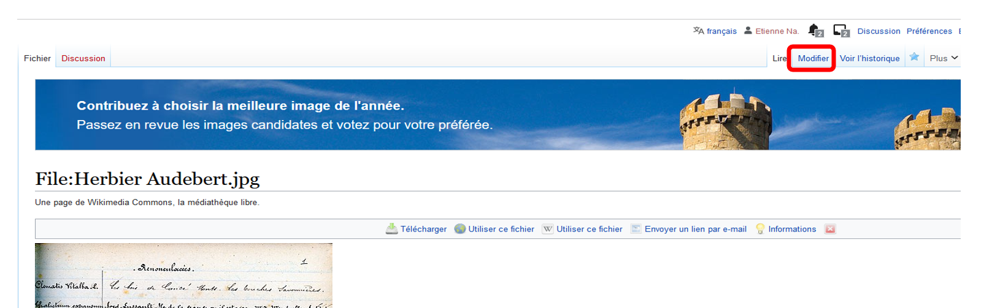 français Etienne Na. 2 2 Discussion Préférences
Fichier Discussion Lire Modifier Voir l'historique Plus
Contribuez à choisir la meilleure image de l'année.
Passez en revue les images candidates et votez pour votre préférée.
File:Herbier Audebert.jpg
Une page de Wikimedia Commons, la médiathèque libre.
Télécharger Utiliser ce fichier W Utiliser ce fichier Envoyer un lien par e-mail Informations
1
. Renonculacées .
Clematis Vitalba. L. Les bois de